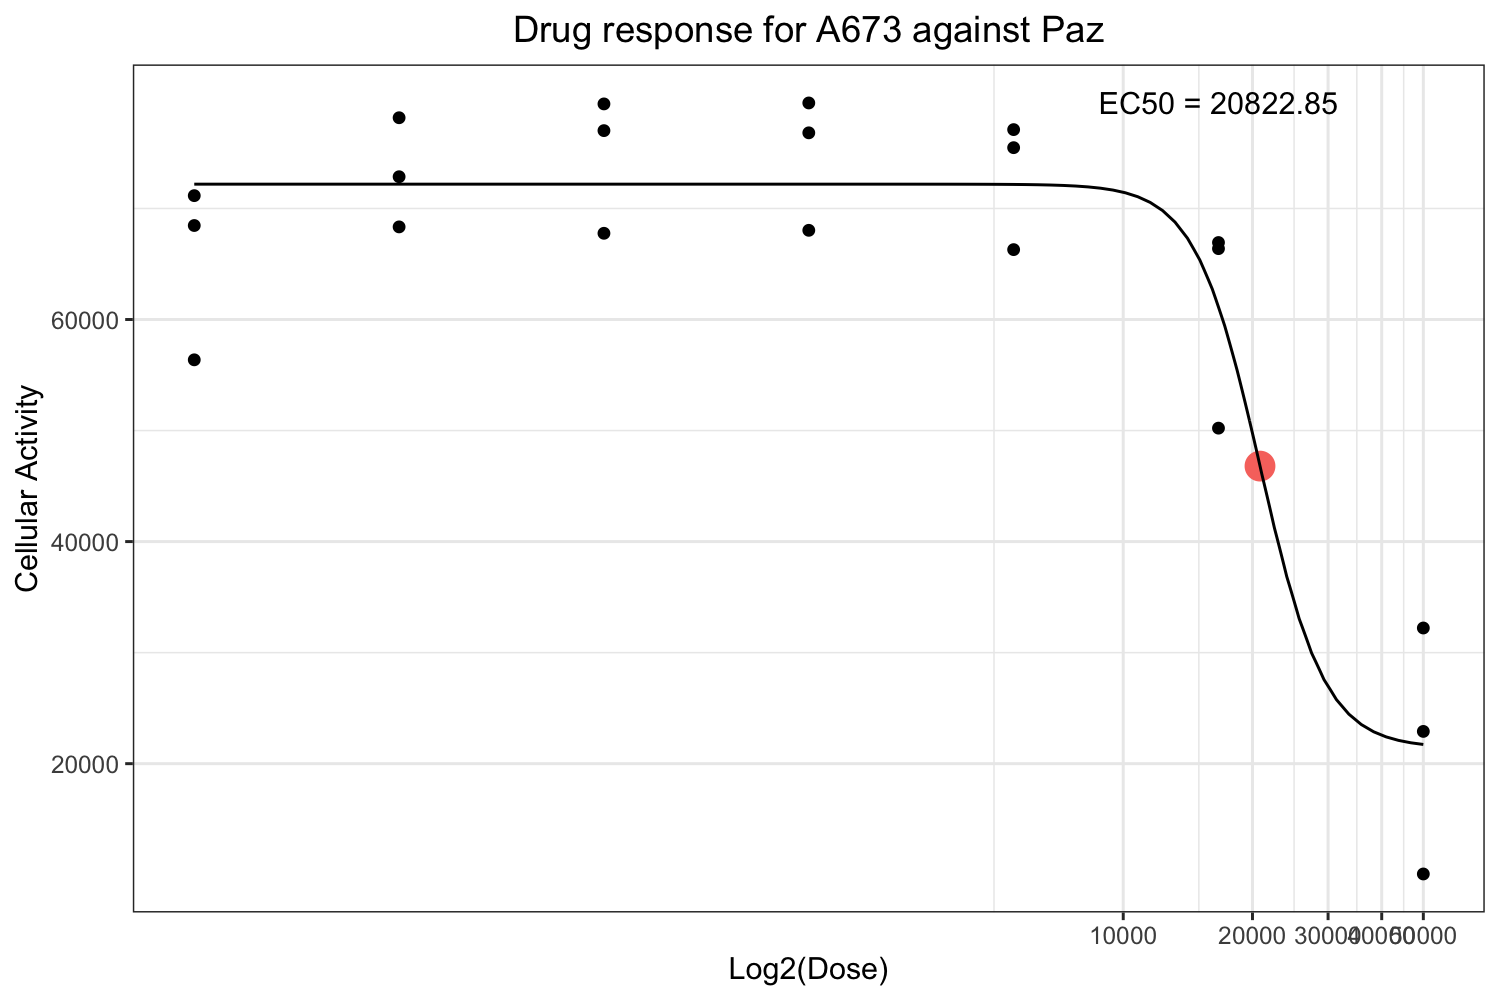 Drug response for A673 against Paz
EC50 = 20822.85
Cellular Activity
60000
40000
20000
10000 20000 30000 40000 50000
Log2(Dose)